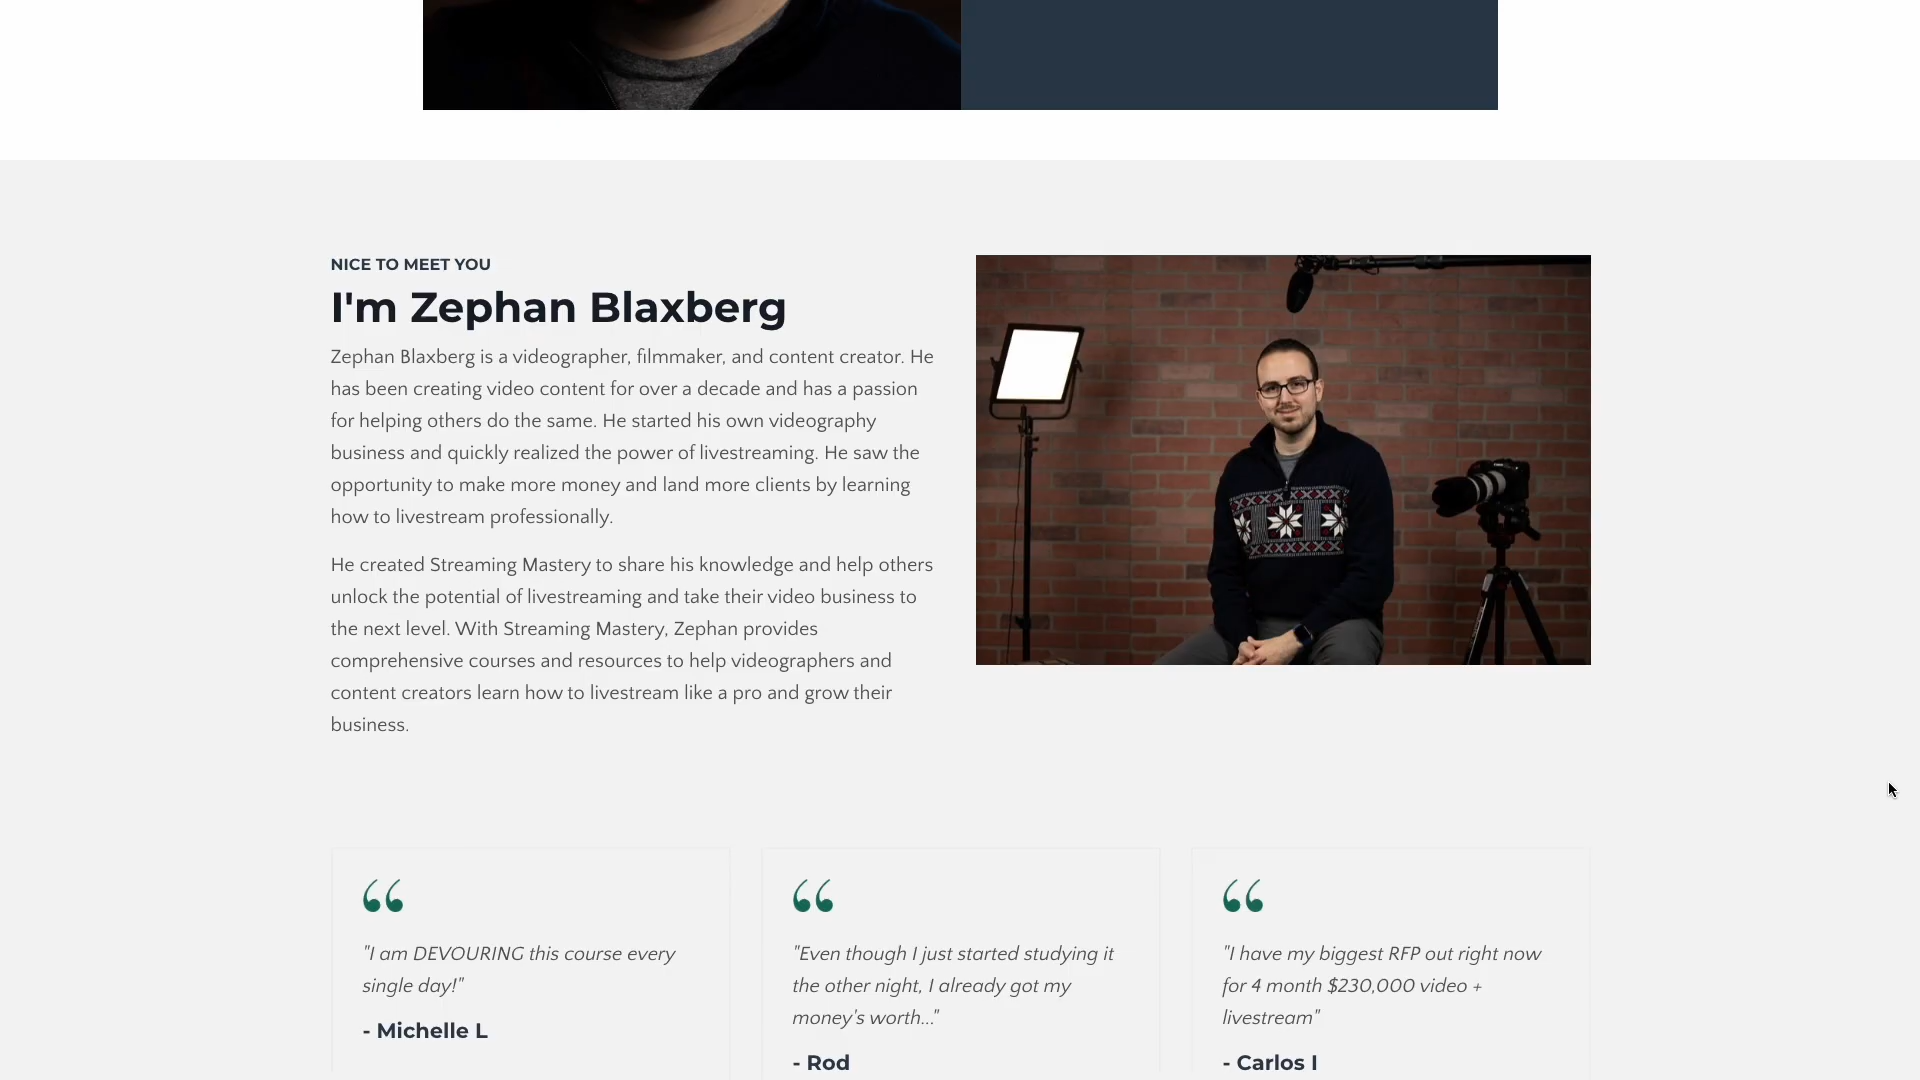 NICE TO MEET YOU
I'm Zephan Blaxberg
Zephan Blaxberg is a videographer, filmmaker, and content creator. He
has been creating video content for over a decade and has a passion
for helping others do the same. He started his own videography
business and quickly realized the power of livestreaming. He saw the
opportunity to make more money and land more clients by learning
how to livestream professionally.
He created Streaming Mastery to share his knowledge and help others
unlock the potential of livestreaming and take their video business to
the next level. With Streaming Mastery, Zephan provides
comprehensive courses and resources to help videographers and
content creators learn how to livestream like a pro and grow their
business.
"I am DEVOURING this course every
single day!"
- Michelle L
"Even though I just started studying it
the other night, I already got my
money's worth..."
- Rod
"I have my biggest RFP out right now
for 4 month $230,000 video +
livestream"
- Carlos I